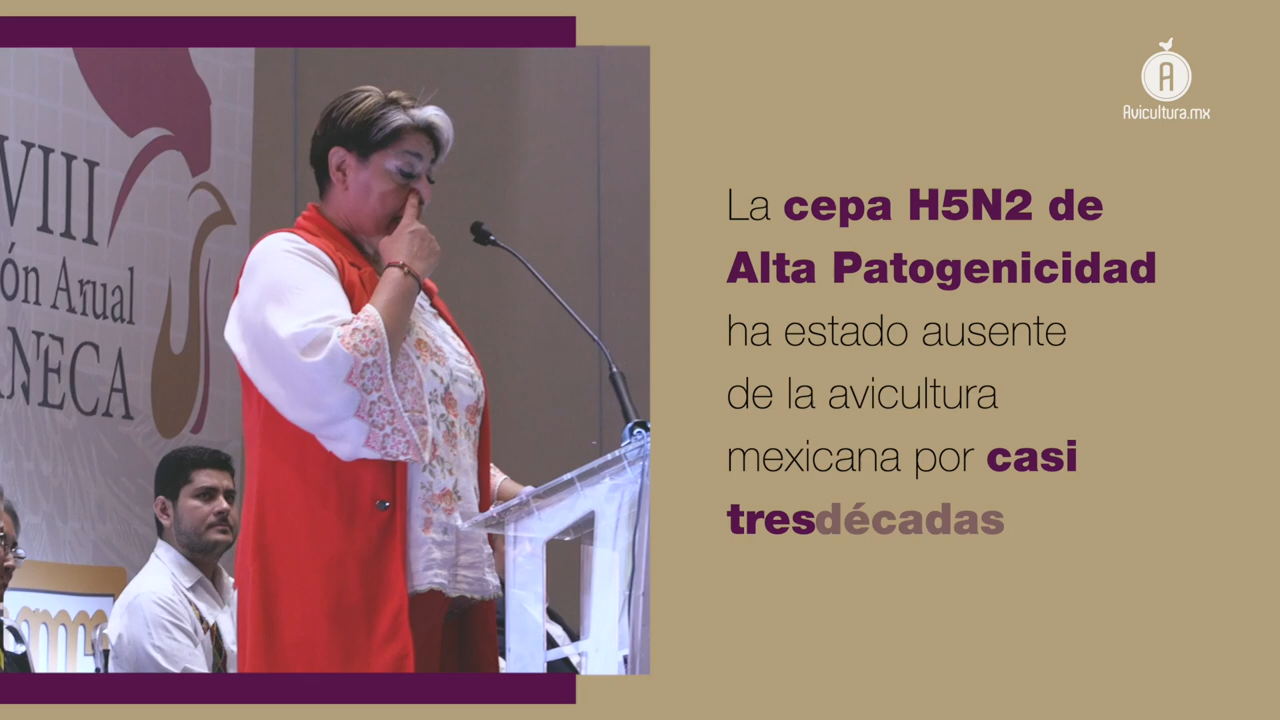 VIII
ón Anual
ANECA
A
Avicultura.mx
La cepa H5N2 de
Alta Patogenicidad
ha estado ausente
de la avicultura
mexicana por casi
tresdécadas